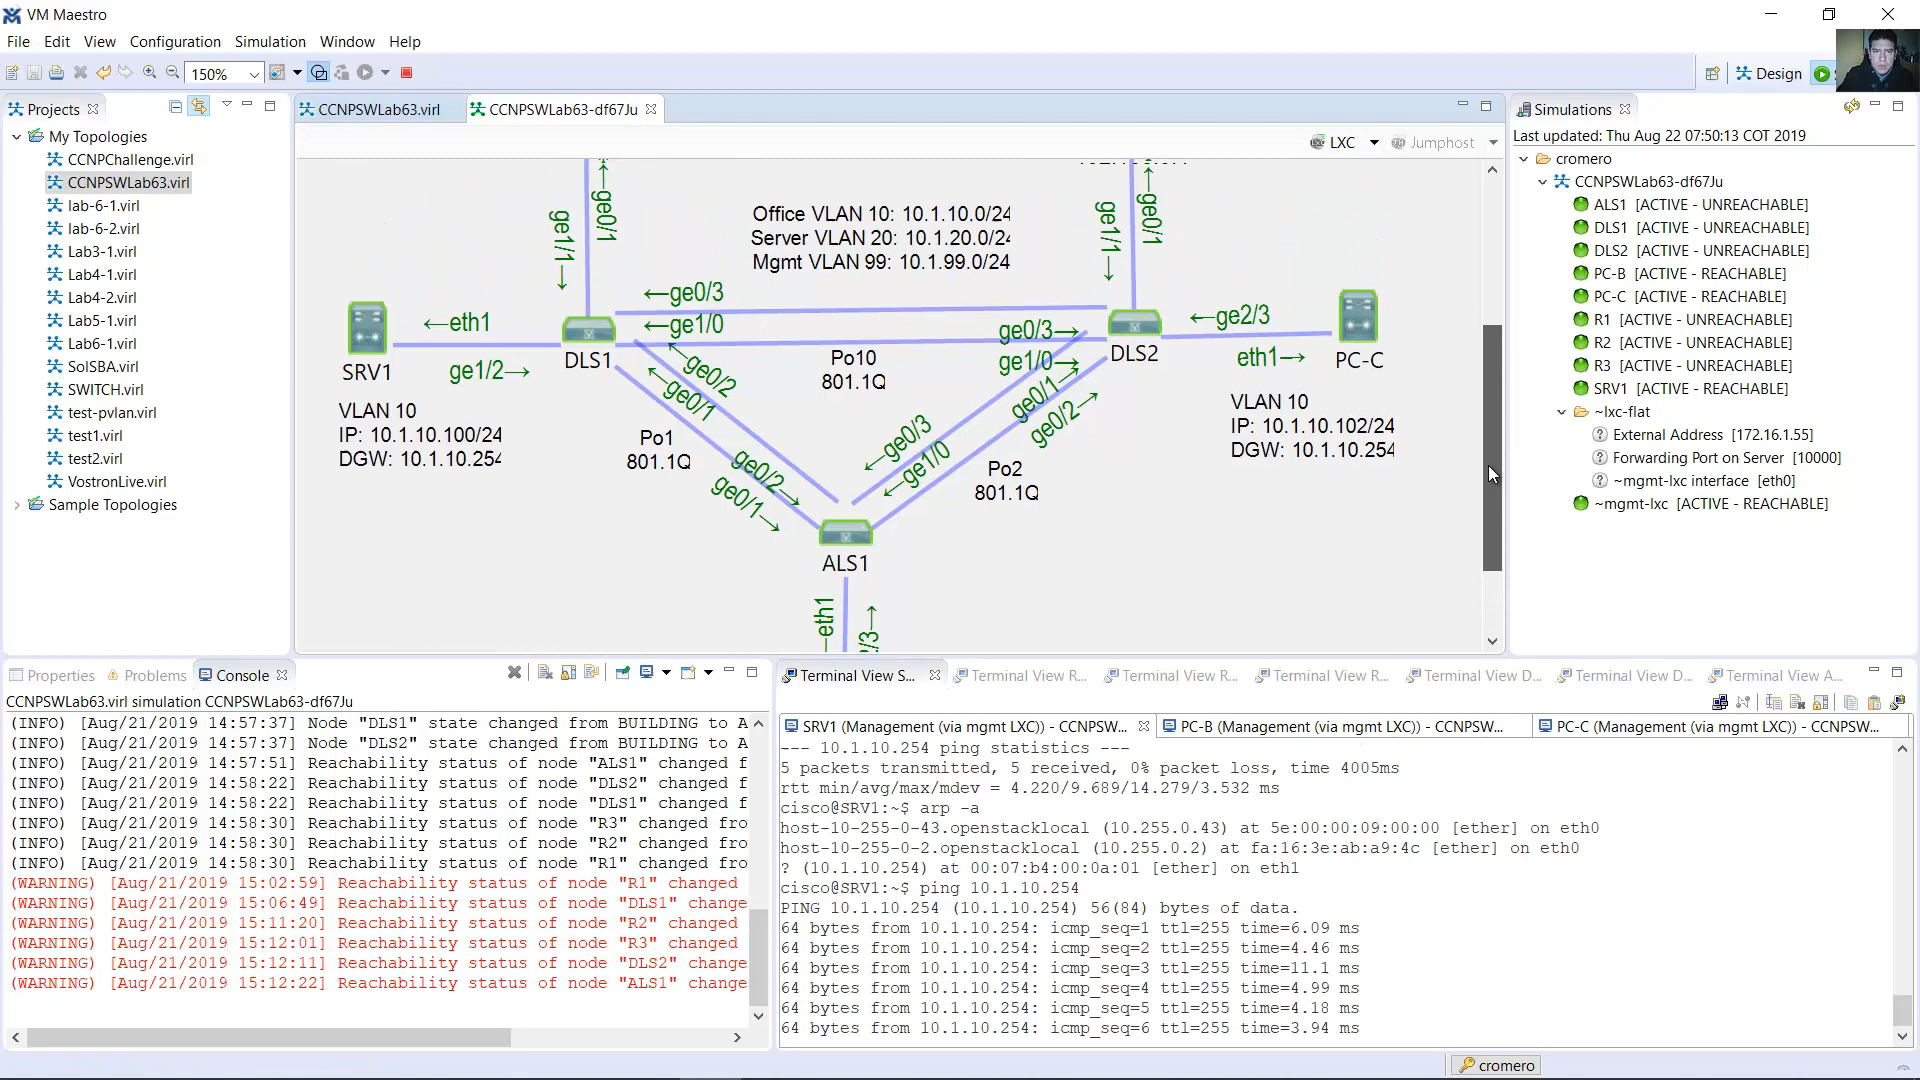 VM Maestro
File Edit View Configuration Simulation Window Help
150%
Design
Projects
My Topologies
CCNPChallenge.virl
CCNPSWLab63.virl
lab-6-1.virl
lab-6-2.virl
Lab3-1.virl
Lab4-1.virl
Lab4-2.virl
Lab5-1.virl
Lab6-1.virl
SolSBA.virl
SWITCH.virl
test-pvlan.virl
test1.virl
test2.virl
VostronLive.virl
Sample Topologies
CCNPSWLab63.virl
CCNPSWLab63-df67Ju
LXC
Jumphost
ge0/1
ge1/1
ge0/1
ge1/1
Office VLAN 10: 10.1.10.0/24
Server VLAN 20: 10.1.20.0/24
Mgmt VLAN 99: 10.1.99.0/24
←ge0/3
←ge1/0
←eth1
ge1/2→
SRV1
DLS1
VLAN 10
IP: 10.1.10.100/24
DGW: 10.1.10.254
Po10
801.1Q
ge0/3→
ge1/0→
DLS2
←ge2/3
eth1→
PC-C
VLAN 10
IP: 10.1.10.102/24
DGW: 10.1.10.254
←ge0/2
←ge0/1
Po1
801.1Q
ge0/2→
ge0/1→
ge0/1→
ge0/2→
←ge0/3
←ge1/0
Po2
801.1Q
ALS1
eth1
Simulations
Last updated: Thu Aug 22 07:50:13 COT 2019
cromero
CCNPSWLab63-df67Ju
ALS1 [ACTIVE - UNREACHABLE]
DLS1 [ACTIVE - UNREACHABLE]
DLS2 [ACTIVE - UNREACHABLE]
PC-B [ACTIVE - REACHABLE]
PC-C [ACTIVE - REACHABLE]
R1 [ACTIVE - UNREACHABLE]
R2 [ACTIVE - UNREACHABLE]
R3 [ACTIVE - UNREACHABLE]
SRV1 [ACTIVE - REACHABLE]
~lxc-flat
External Address [172.16.1.55]
Forwarding Port on Server [10000]
~mgmt-lxc interface [eth0]
~mgmt-lxc [ACTIVE - REACHABLE]
Properties Problems Console
CCNPSWLab63.virl simulation CCNPSWLab63-df67Ju
(INFO) [Aug/21/2019 14:57:37] Node "DLS1" state changed from BUILDING to A
(INFO) [Aug/21/2019 14:57:37] Node "DLS2" state changed from BUILDING to A
(INFO) [Aug/21/2019 14:57:51] Reachability status of node "ALS1" changed f
(INFO) [Aug/21/2019 14:58:22] Reachability status of node "DLS2" changed f
(INFO) [Aug/21/2019 14:58:22] Reachability status of node "DLS1" changed f
(INFO) [Aug/21/2019 14:58:30] Reachability status of node "R3" changed fro
(INFO) [Aug/21/2019 14:58:30] Reachability status of node "R2" changed fro
(INFO) [Aug/21/2019 14:58:30] Reachability status of node "R1" changed fro
(WARNING) [Aug/21/2019 15:02:59] Reachability status of node "R1" changed
(WARNING) [Aug/21/2019 15:06:49] Reachability status of node "DLS1" change
(WARNING) [Aug/21/2019 15:11:20] Reachability status of node "R2" changed
(WARNING) [Aug/21/2019 15:12:01] Reachability status of node "R3" changed
(WARNING) [Aug/21/2019 15:12:11] Reachability status of node "DLS2" change
(WARNING) [Aug/21/2019 15:12:22] Reachability status of node "ALS1" change
Terminal View S... Terminal View R... Terminal View R... Terminal View R... Terminal View D... Terminal View D... Terminal View A...
SRV1 (Management (via mgmt LXC)) - CCNPSW... PC-B (Management (via mgmt LXC)) - CCNPSW... PC-C (Management (via mgmt LXC)) - CCNPSW...
--- 10.1.10.254 ping statistics ---
5 packets transmitted, 5 received, 0% packet loss, time 4005ms
rtt min/avg/max/mdev = 4.220/9.689/14.279/3.532 ms
cisco@SRV1:~$ arp -a
host-10-255-0-43.openstacklocal (10.255.0.43) at 5e:00:00:09:00:00 [ether] on eth0
host-10-255-0-2.openstacklocal (10.255.0.2) at fa:16:3e:ab:a9:4c [ether] on eth0
? (10.1.10.254) at 00:07:b4:00:0a:01 [ether] on eth1
cisco@SRV1:~$ ping 10.1.10.254
PING 10.1.10.254 (10.1.10.254) 56(84) bytes of data.
64 bytes from 10.1.10.254: icmp_seq=1 ttl=255 time=6.09 ms
64 bytes from 10.1.10.254: icmp_seq=2 ttl=255 time=4.46 ms
64 bytes from 10.1.10.254: icmp_seq=3 ttl=255 time=11.1 ms
64 bytes from 10.1.10.254: icmp_seq=4 ttl=255 time=4.99 ms
64 bytes from 10.1.10.254: icmp_seq=5 ttl=255 time=4.18 ms
64 bytes from 10.1.10.254: icmp_seq=6 ttl=255 time=3.94 ms
cromero